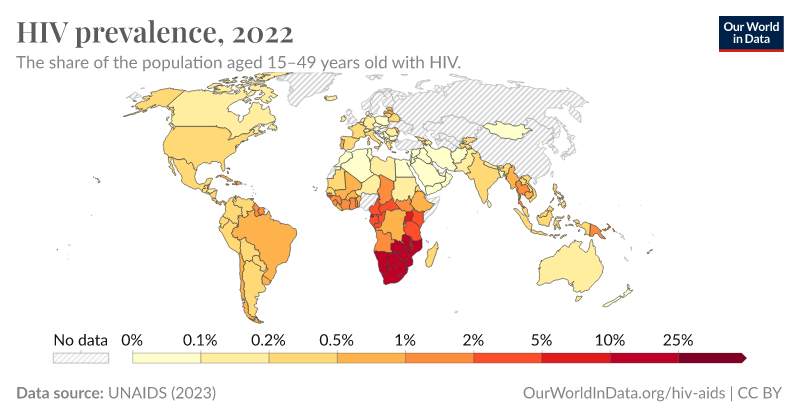 HIV prevalence, 2022
Our World
in Data
The share of the population aged 15–49 years old with HIV.
No data 0% 0.1% 0.2% 0.5% 1% 2% 5% 10% 25%
Data source: UNAIDS (2023)
OurWorldInData.org/hiv-aids | CC BY